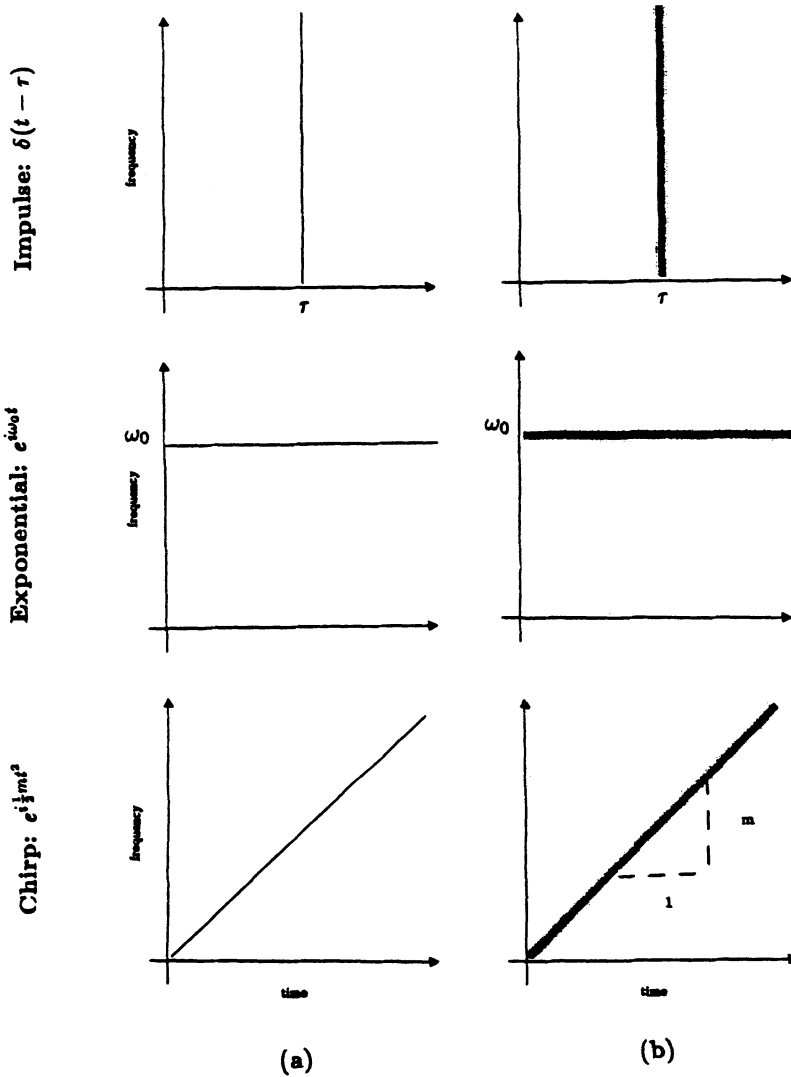 Impulse: δ(t − τ)
frequency
τ
τ
Exponential: e^{iω₀t}
ω₀
frequency
ω₀
Chirp: e^{i½mt²}
frequency
time
m
1
time
(a)
(b)